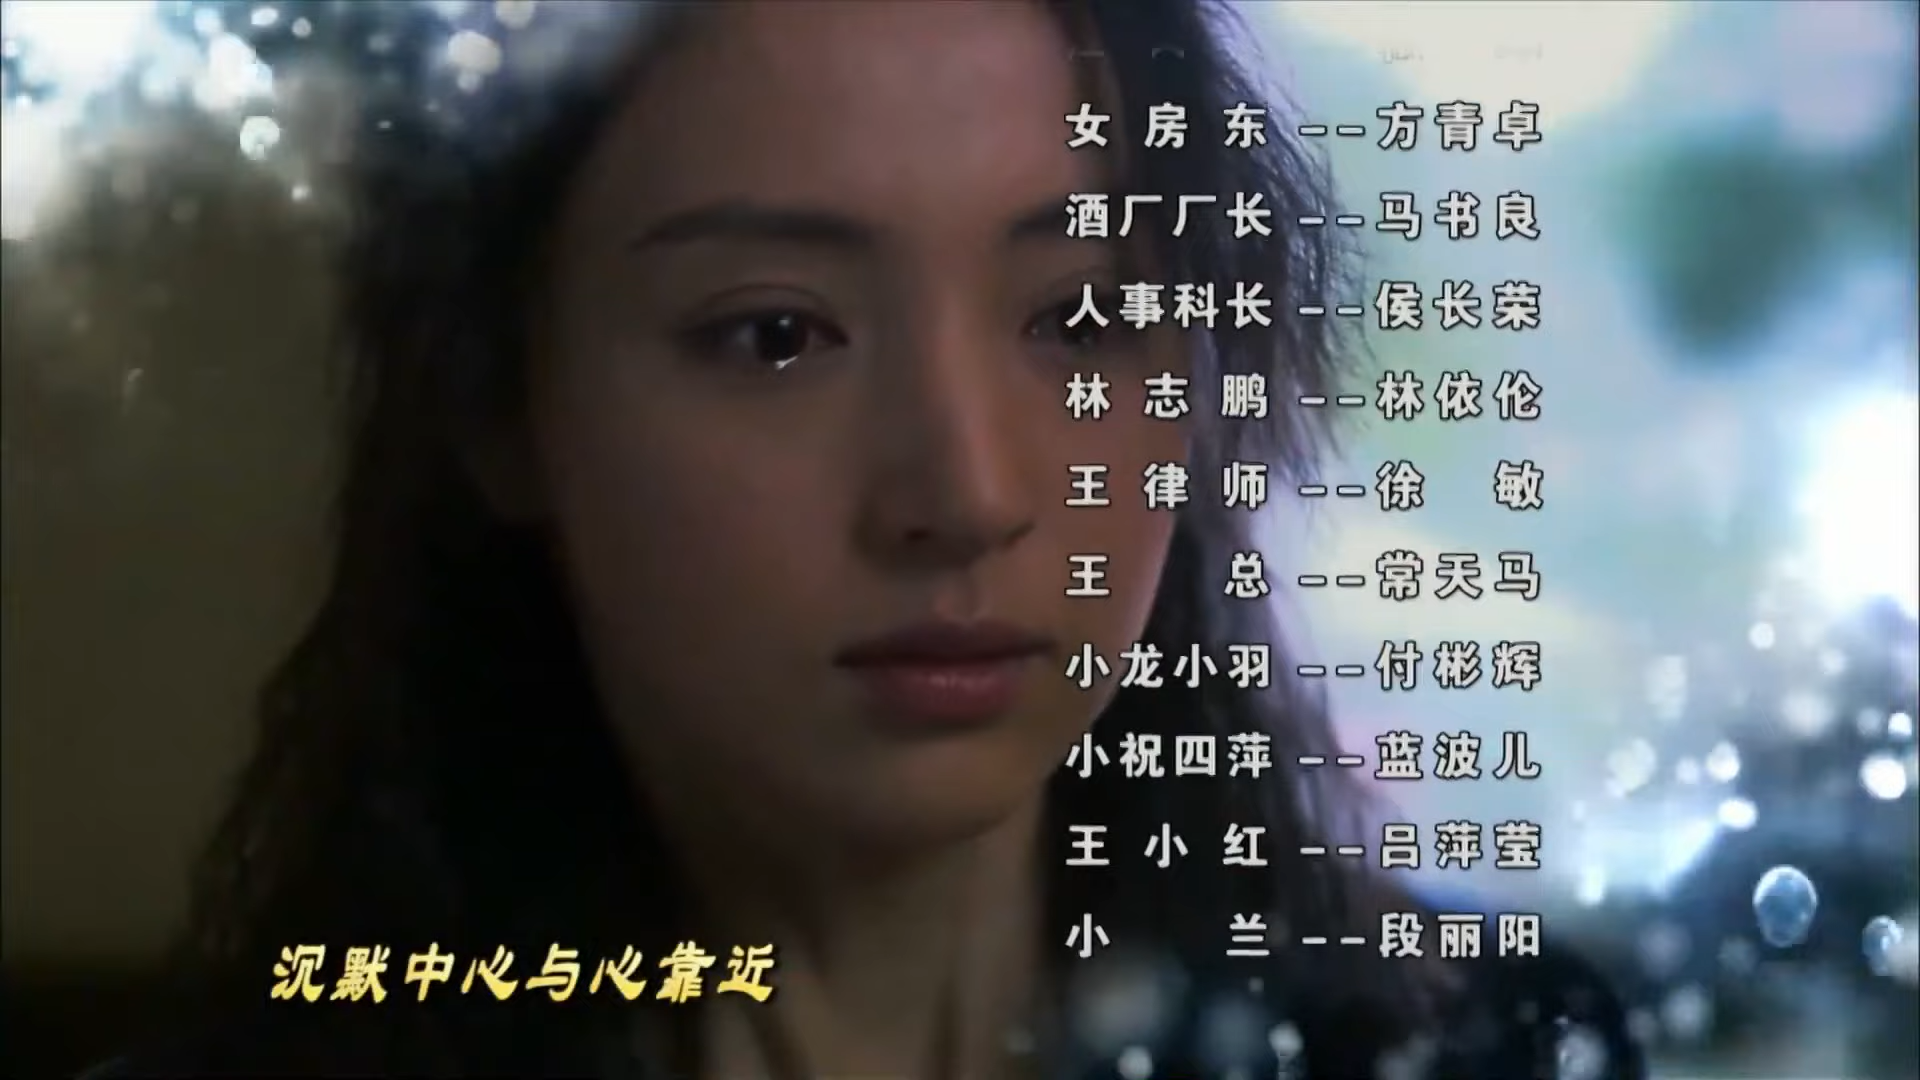 女房东--方青卓
酒厂厂长--马书良
人事科长--侯长荣
林志鹏--林依伦
王律师--徐 敏
王 总--常天马
小龙小羽--付彬辉
小祝四萍--蓝波儿
王小红--吕萍莹
小 兰--段丽阳
沉默中心与心靠近